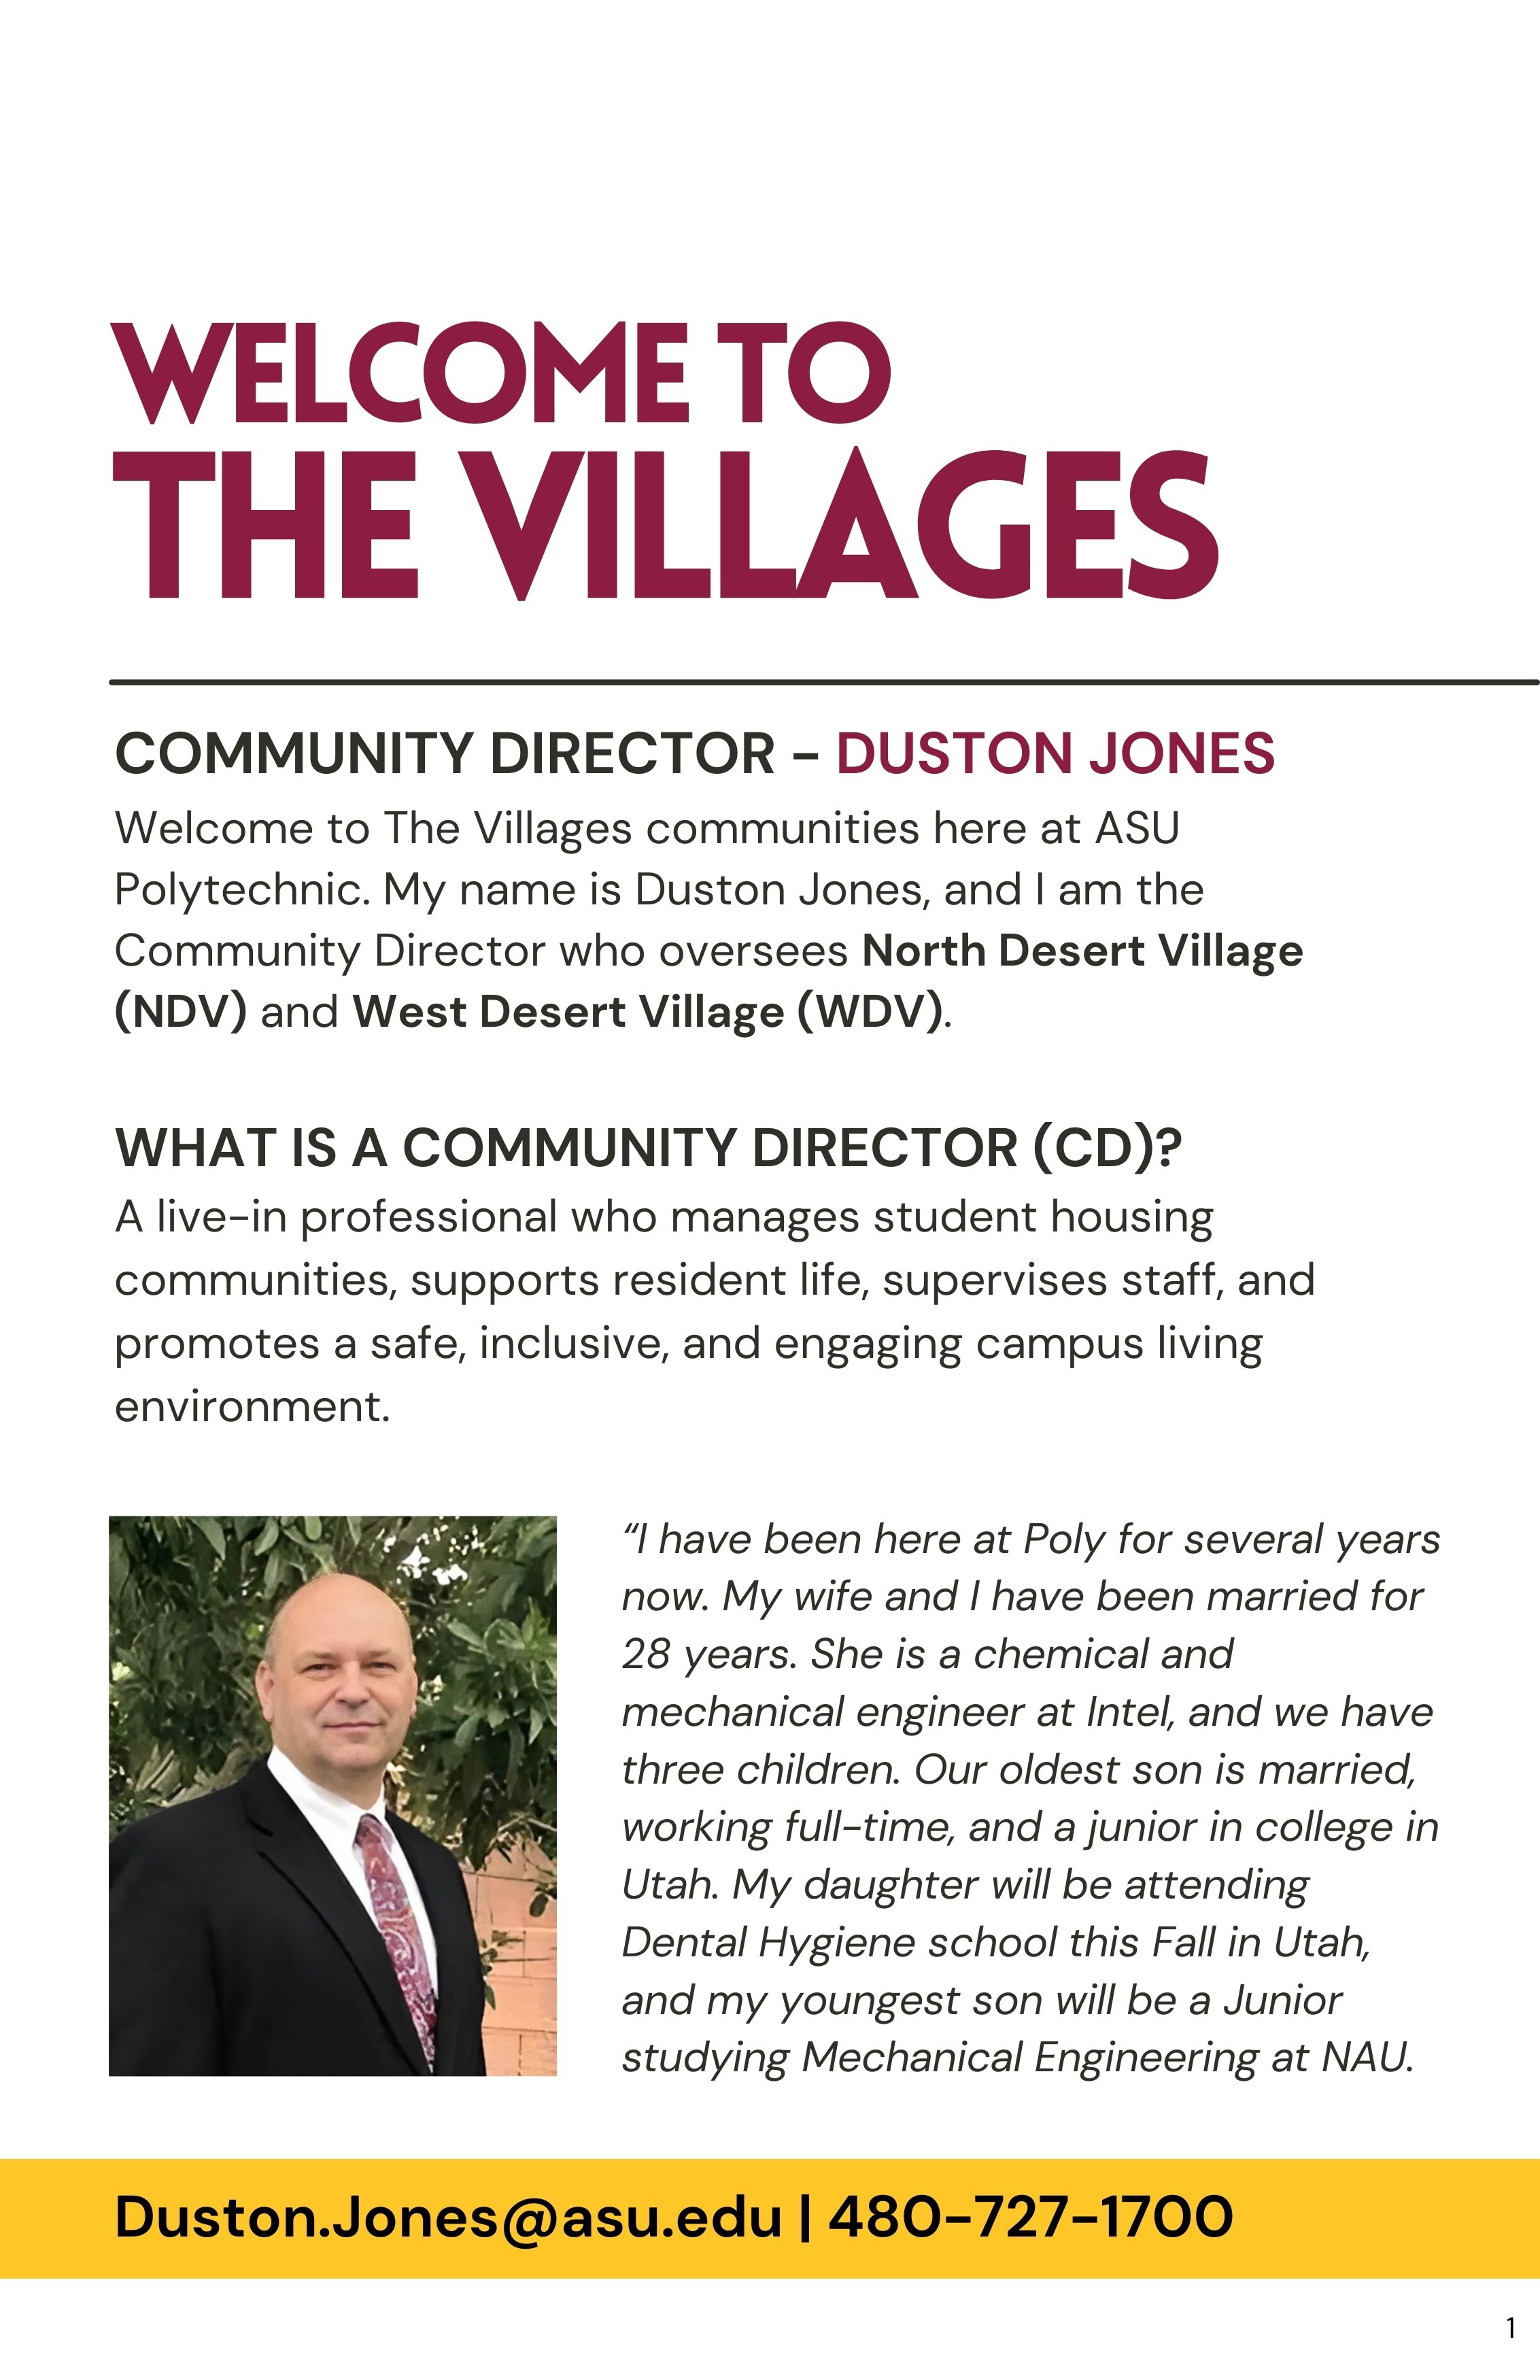 WELCOME TO
THE VILLAGES
COMMUNITY DIRECTOR – DUSTON JONES
Welcome to The Villages communities here at ASU
Polytechnic. My name is Duston Jones, and I am the
Community Director who oversees North Desert Village
(NDV) and West Desert Village (WDV).
WHAT IS A COMMUNITY DIRECTOR (CD)?
A live-in professional who manages student housing
communities, supports resident life, supervises staff, and
promotes a safe, inclusive, and engaging campus living
environment.
“I have been here at Poly for several years
now. My wife and I have been married for
28 years. She is a chemical and
mechanical engineer at Intel, and we have
three children. Our oldest son is married,
working full-time, and a junior in college in
Utah. My daughter will be attending
Dental Hygiene school this Fall in Utah,
and my youngest son will be a Junior
studying Mechanical Engineering at NAU.
Duston.Jones@asu.edu | 480-727-1700
1